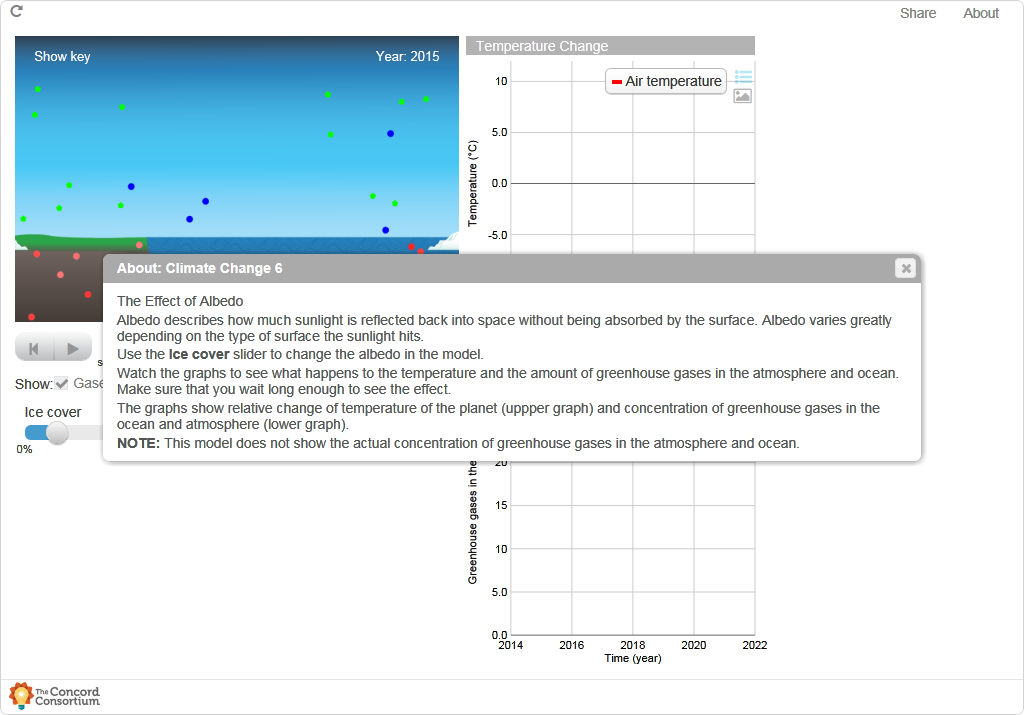 Share About
Show key Year: 2015
Temperature Change
Air temperature
10
5.0
0.0
-5.0
Temperature (°C)
About: Climate Change 6
The Effect of Albedo
Albedo describes how much sunlight is reflected back into space without being absorbed by the surface. Albedo varies greatly
depending on the type of surface the sunlight hits.
Use the Ice cover slider to change the albedo in the model.
Watch the graphs to see what happens to the temperature and the amount of greenhouse gases in the atmosphere and ocean.
Make sure that you wait long enough to see the effect.
The graphs show relative change of temperature of the planet (uppper graph) and concentration of greenhouse gases in the
ocean and atmosphere (lower graph).
NOTE: This model does not show the actual concentration of greenhouse gases in the atmosphere and ocean.
Show:
Ice cover
0%
20
15
10
5.0
0.0
Greenhouse gases in the
2014 2016 2018 2020 2022
Time (year)
The Concord
Consortium